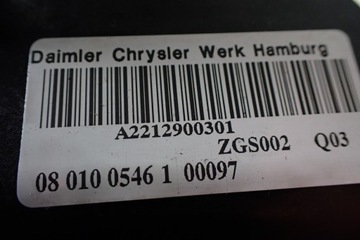 Daimler Chrysler Werk Hamburg
A2212900301
ZGS002 Q03
08 010 0546 1 00097